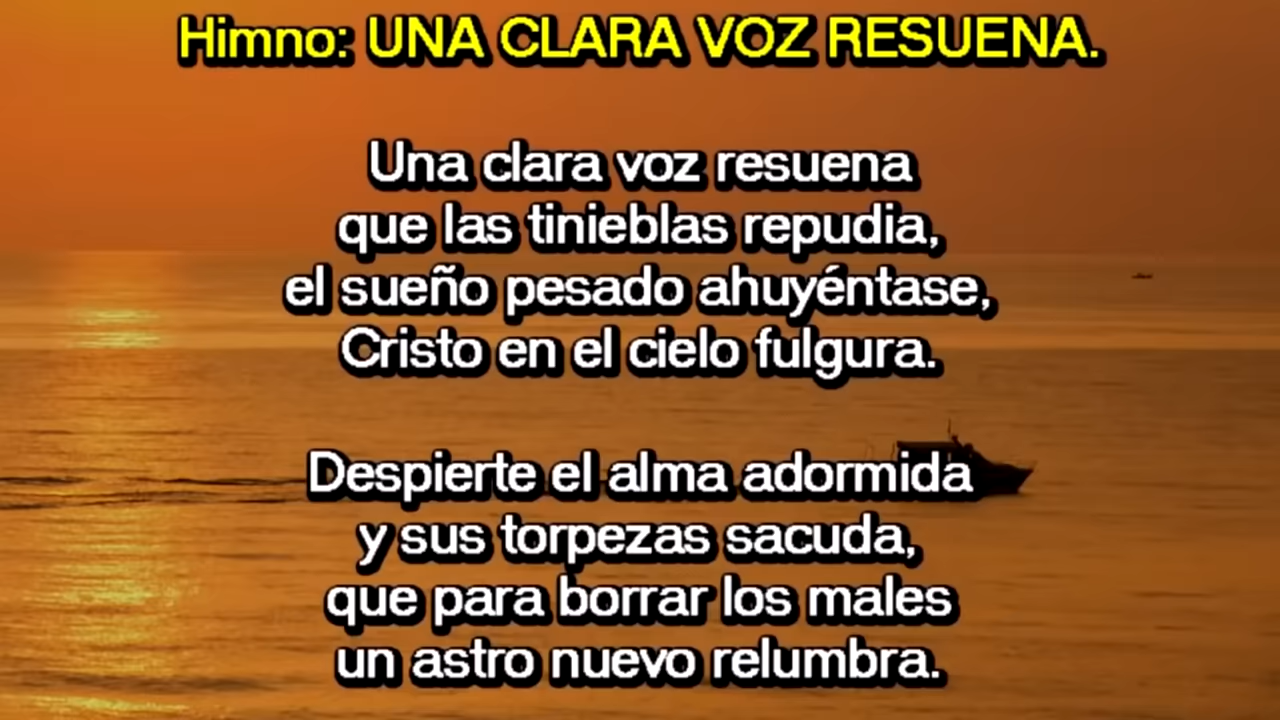 Himno: UNA CLARA VOZ RESUENA.
Una clara voz resuena
que las tinieblas repudia,
el sueño pesado ahuyéntase,
Cristo en el cielo fulgura.
Despierte el alma adormida
y sus torpezas sacuda,
que para borrar los males
un astro nuevo relumbra.